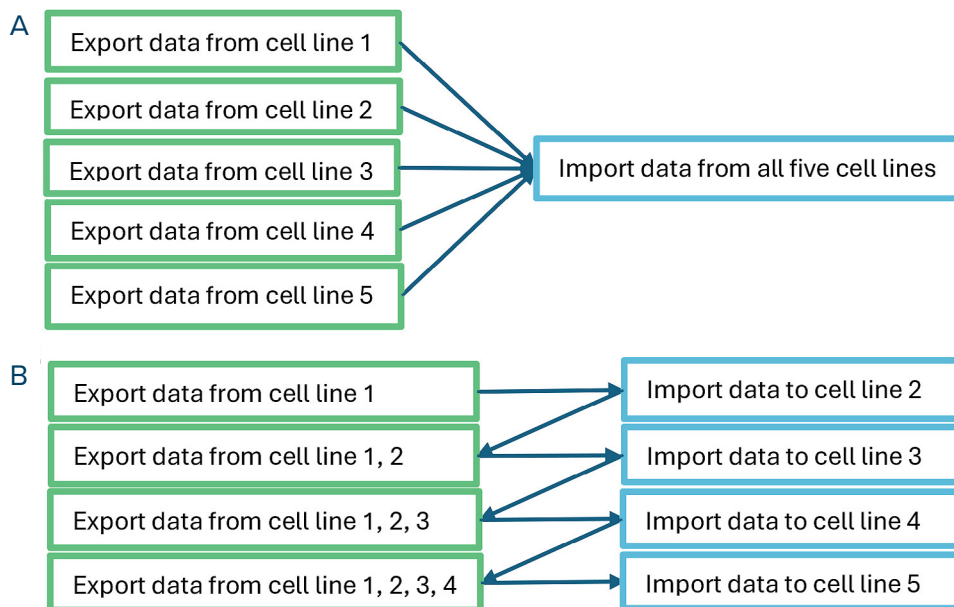 A
Export data from cell line 1
Export data from cell line 2
Export data from cell line 3
Export data from cell line 4
Export data from cell line 5
Import data from all five cell lines
B
Export data from cell line 1
Import data to cell line 2
Export data from cell line 1, 2
Import data to cell line 3
Export data from cell line 1, 2, 3
Import data to cell line 4
Export data from cell line 1, 2, 3, 4
Import data to cell line 5